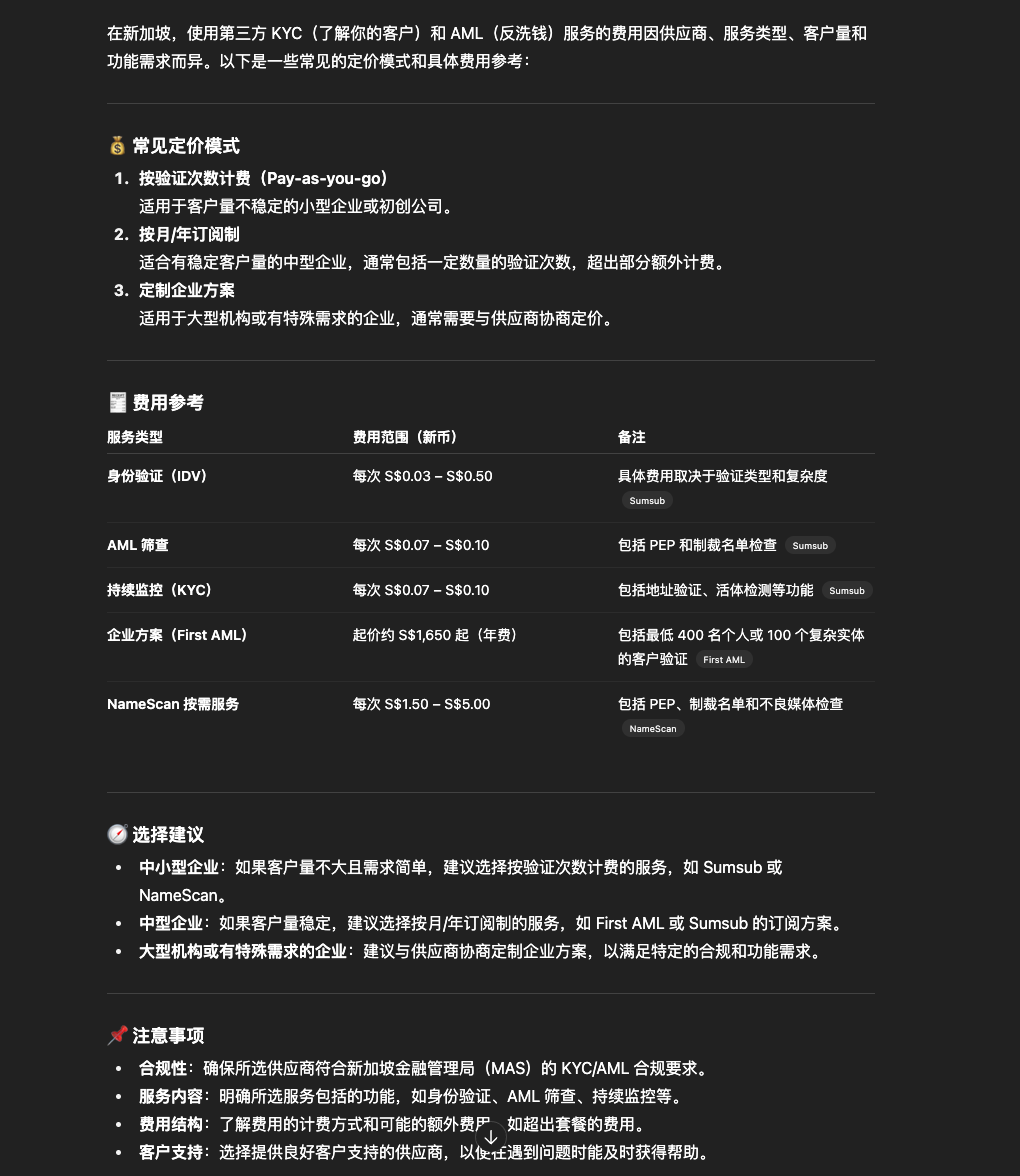 在新加坡，使用第三方 KYC（了解你的客户）和 AML（反洗钱）服务的费用因供应商、服务类型、客户量和
功能需求而异。以下是一些常见的定价模式和具体费用参考：
💰 常见定价模式
1. 按验证次数计费（Pay-as-you-go）
适用于客户量不稳定的小型企业或初创公司。
2. 按月/年订阅制
适合有稳定客户量的中型企业，通常包括一定数量的验证次数，超出部分额外计费。
3. 定制企业方案
适用于大型机构或有特殊需求的企业，通常需要与供应商协商定价。
🧾 费用参考
服务类型 费用范围（新币） 备注
身份验证（IDV） 每次 S$0.03 – S$0.50 具体费用取决于验证类型和复杂度
Sumsub
AML 筛查 每次 S$0.07 – S$0.10 包括 PEP 和制裁名单检查 Sumsub
持续监控（KYC） 每次 S$0.07 – S$0.10 包括地址验证、活体检测等功能 Sumsub
企业方案（First AML） 起价约 S$1,650 起（年费） 包括最低 400 名个人或 100 个复杂实体
的客户验证 First AML
NameScan 按需服务 每次 S$1.50 – S$5.00 包括 PEP、制裁名单和不良媒体检查
NameScan
🧭 选择建议
• 中小型企业：如果客户量不大且需求简单，建议选择按验证次数计费的服务，如 Sumsub 或
NameScan。
• 中型企业：如果客户量稳定，建议选择按月/年订阅制的服务，如 First AML 或 Sumsub 的订阅方案。
• 大型机构或有特殊需求的企业：建议与供应商协商定制企业方案，以满足特定的合规和功能需求。
📌 注意事项
• 合规性：确保所选供应商符合新加坡金融管理局（MAS）的 KYC/AML 合规要求。
• 服务内容：明确所选服务包括的功能，如身份验证、AML 筛查、持续监控等。
• 费用结构：了解费用的计费方式和可能的额外费用，如超出套餐的费用。
• 客户支持：选择提供良好客户支持的供应商，以便在遇到问题时能及时获得帮助。